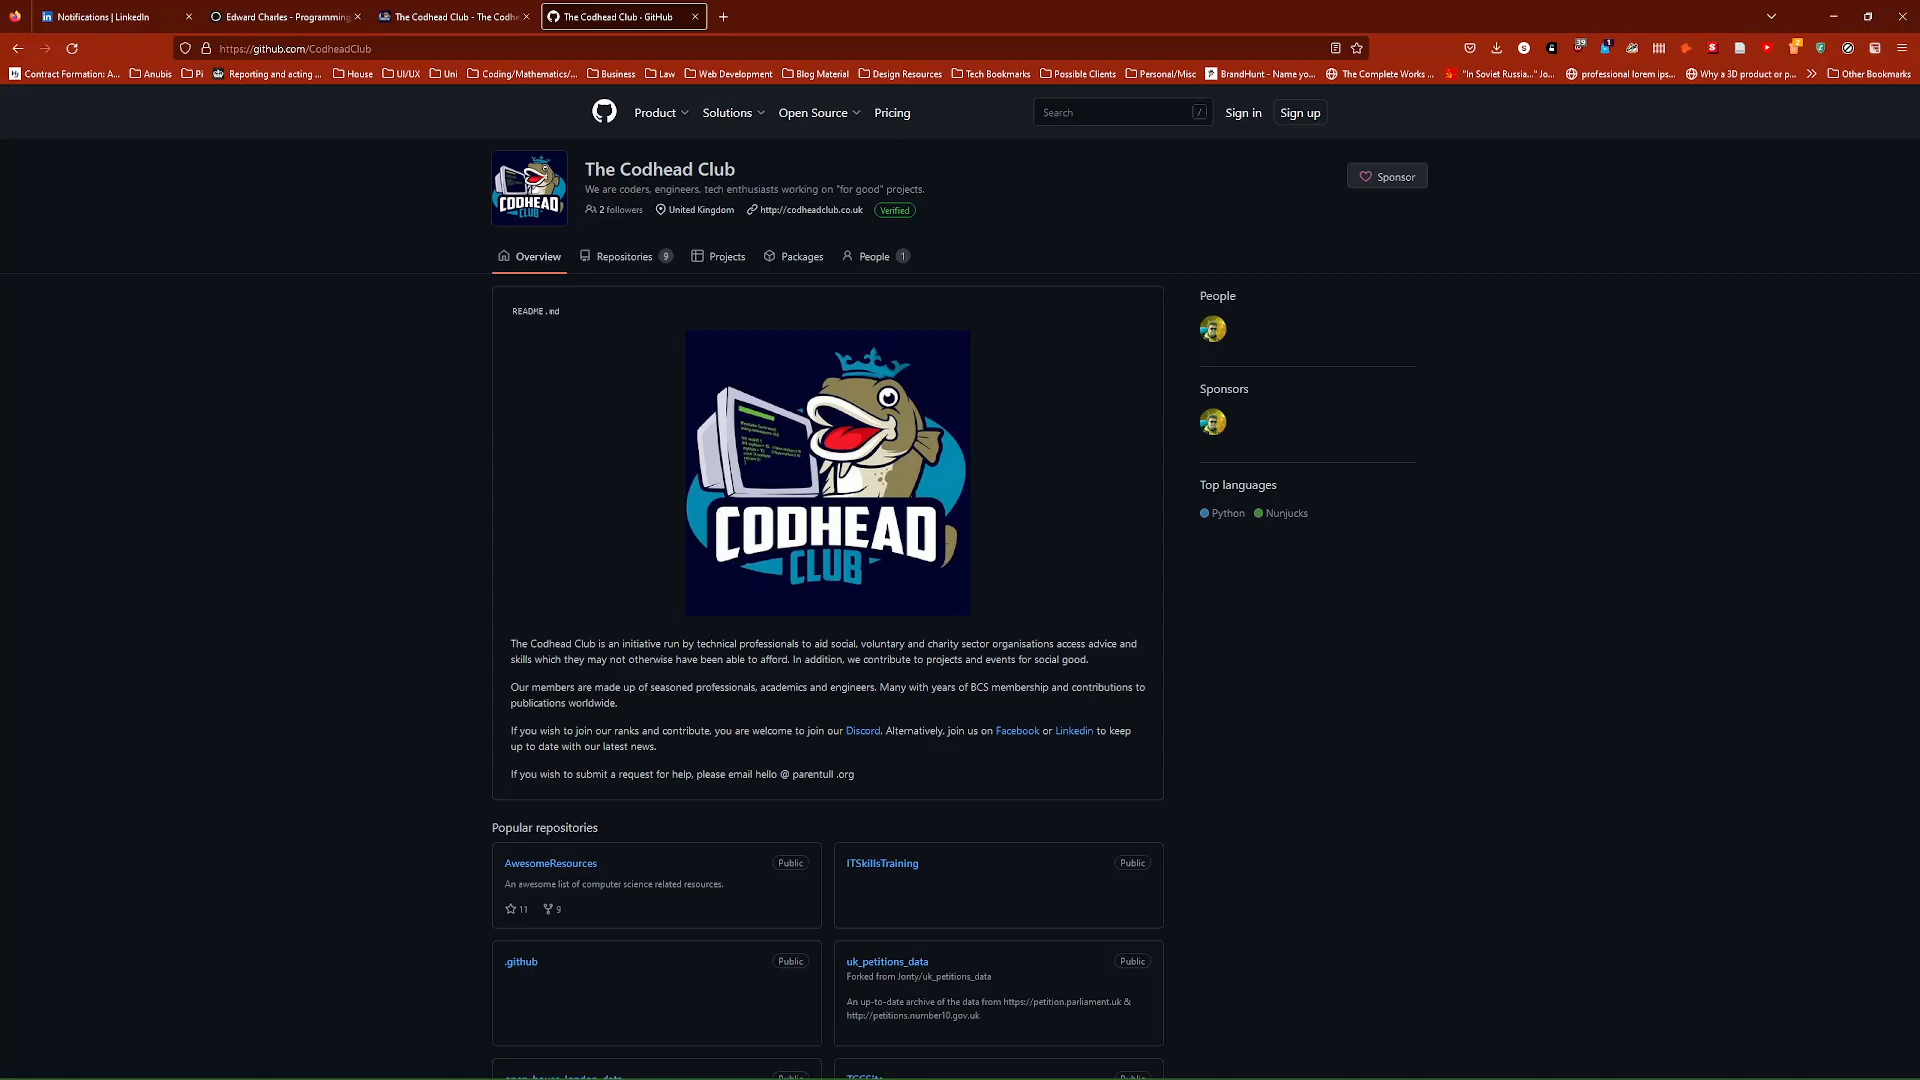 Notifications | LinkedIn
Edward Charles - Programming,
The Codhead Club - The Codhe
The Codhead Club · GitHub
https://github.com/CodheadClub
39
1
2
Contract Formation: A...
Anubis
Pi
Reporting and acting ...
House
UI/UX
Uni
Coding/Mathematics/...
Business
Law
Web Development
Blog Material
Design Resources
Tech Bookmarks
Possible Clients
Personal/Misc
BrandHunt - Name yo...
The Complete Works ...
"In Soviet Russia..." Jo...
professional lorem ips...
Why a 3D product or p...
Other Bookmarks
Product
Solutions
Open Source
Pricing
Search
/
Sign in
Sign up
CODHEAD
CLUB
The Codhead Club
We are coders, engineers, tech enthusiasts working on "for good" projects.
2 followers
United Kingdom
http://codheadclub.co.uk
Verified
Sponsor
Overview
Repositories 9
Projects
Packages
People 1
README.md
CODHEAD
CLUB
The Codhead Club is an initiative run by technical professionals to aid social, voluntary and charity sector organisations access advice and
skills which they may not otherwise have been able to afford. In addition, we contribute to projects and events for social good.
Our members are made up of seasoned professionals, academics and engineers. Many with years of BCS membership and contributions to
publications worldwide.
If you wish to join our ranks and contribute, you are welcome to join our Discord. Alternatively, join us on Facebook or Linkedin to keep
up to date with our latest news.
If you wish to submit a request for help, please email hello @ parentull .org
People
Sponsors
Top languages
Python
Nunjucks
Popular repositories
AwesomeResources
Public
An awesome list of computer science related resources.
11
9
ITSkillsTraining
Public
.github
Public
uk_petitions_data
Public
Forked from Jonty/uk_petitions_data
An up-to-date archive of the data from https://petition.parliament.uk &
http://petitions.number10.gov.uk